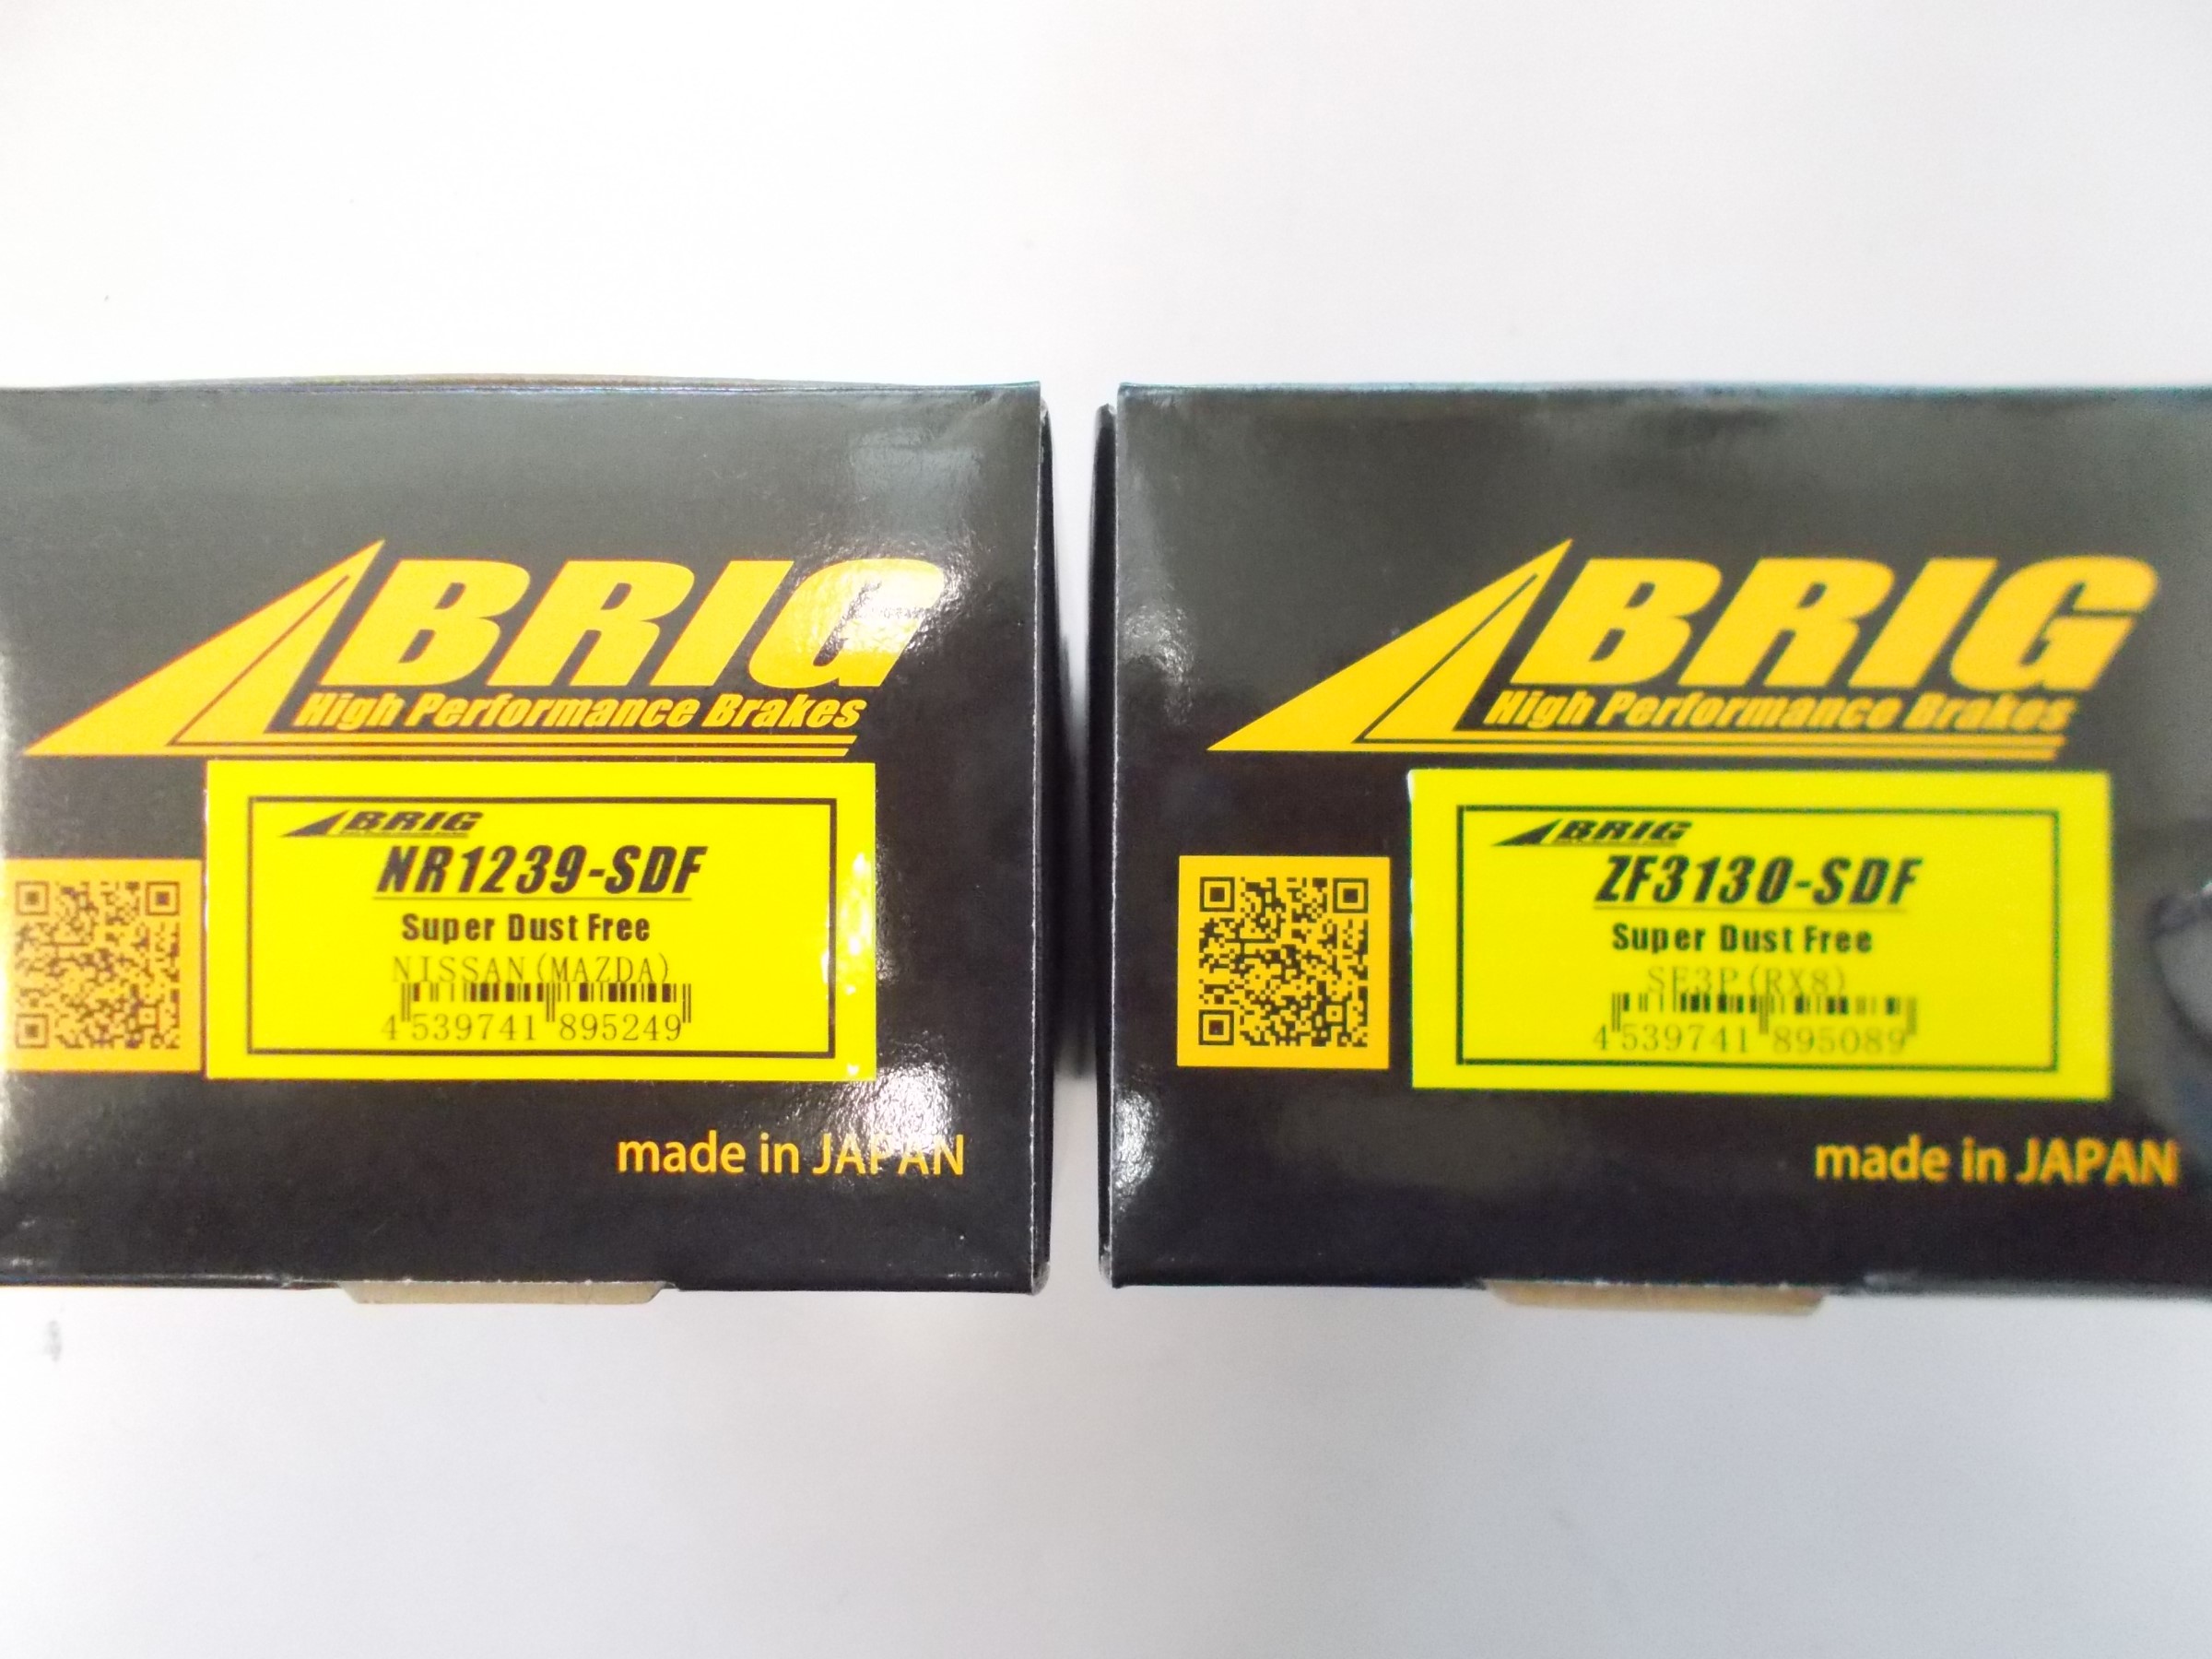 BRIG
High Performance Brakes
BRIG
NR1239-SDF
Super Dust Free
NISSAN(MAZDA)
4 539741 895249
made in JAPAN
BRIG
High Performance Brakes
BRIG
ZF3130-SDF
Super Dust Free
SE3P(RX8)
4 539741 895089
made in JAPAN